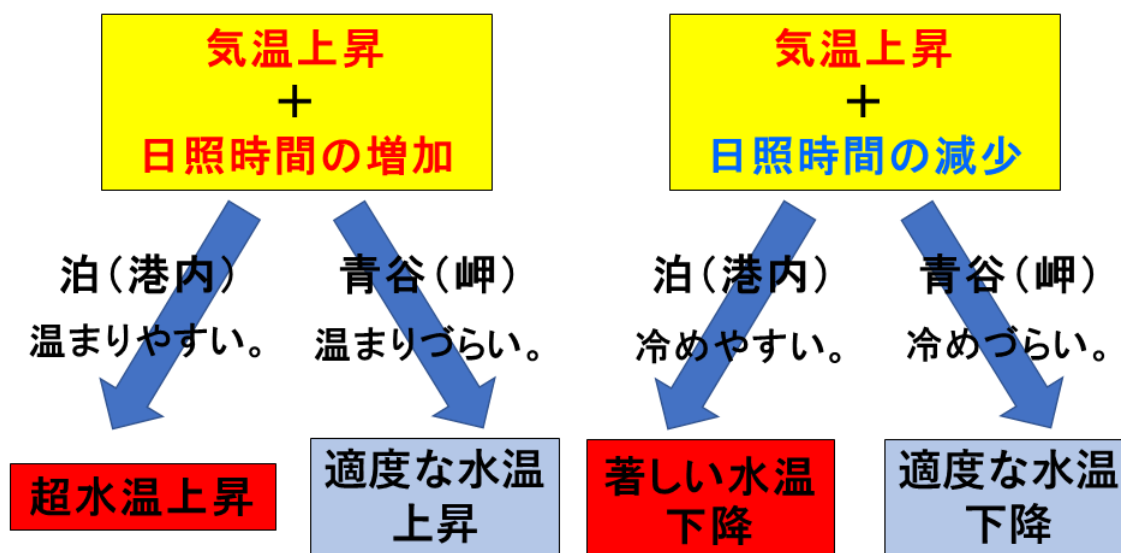 気温上昇
＋
日照時間の増加
泊（港内）
温まりやすい。
青谷（岬）
温まりづらい。
超水温上昇
適度な水温
上昇
気温上昇
＋
日照時間の減少
泊（港内）
冷めやすい。
青谷（岬）
冷めづらい。
著しい水温
下降
適度な水温
下降